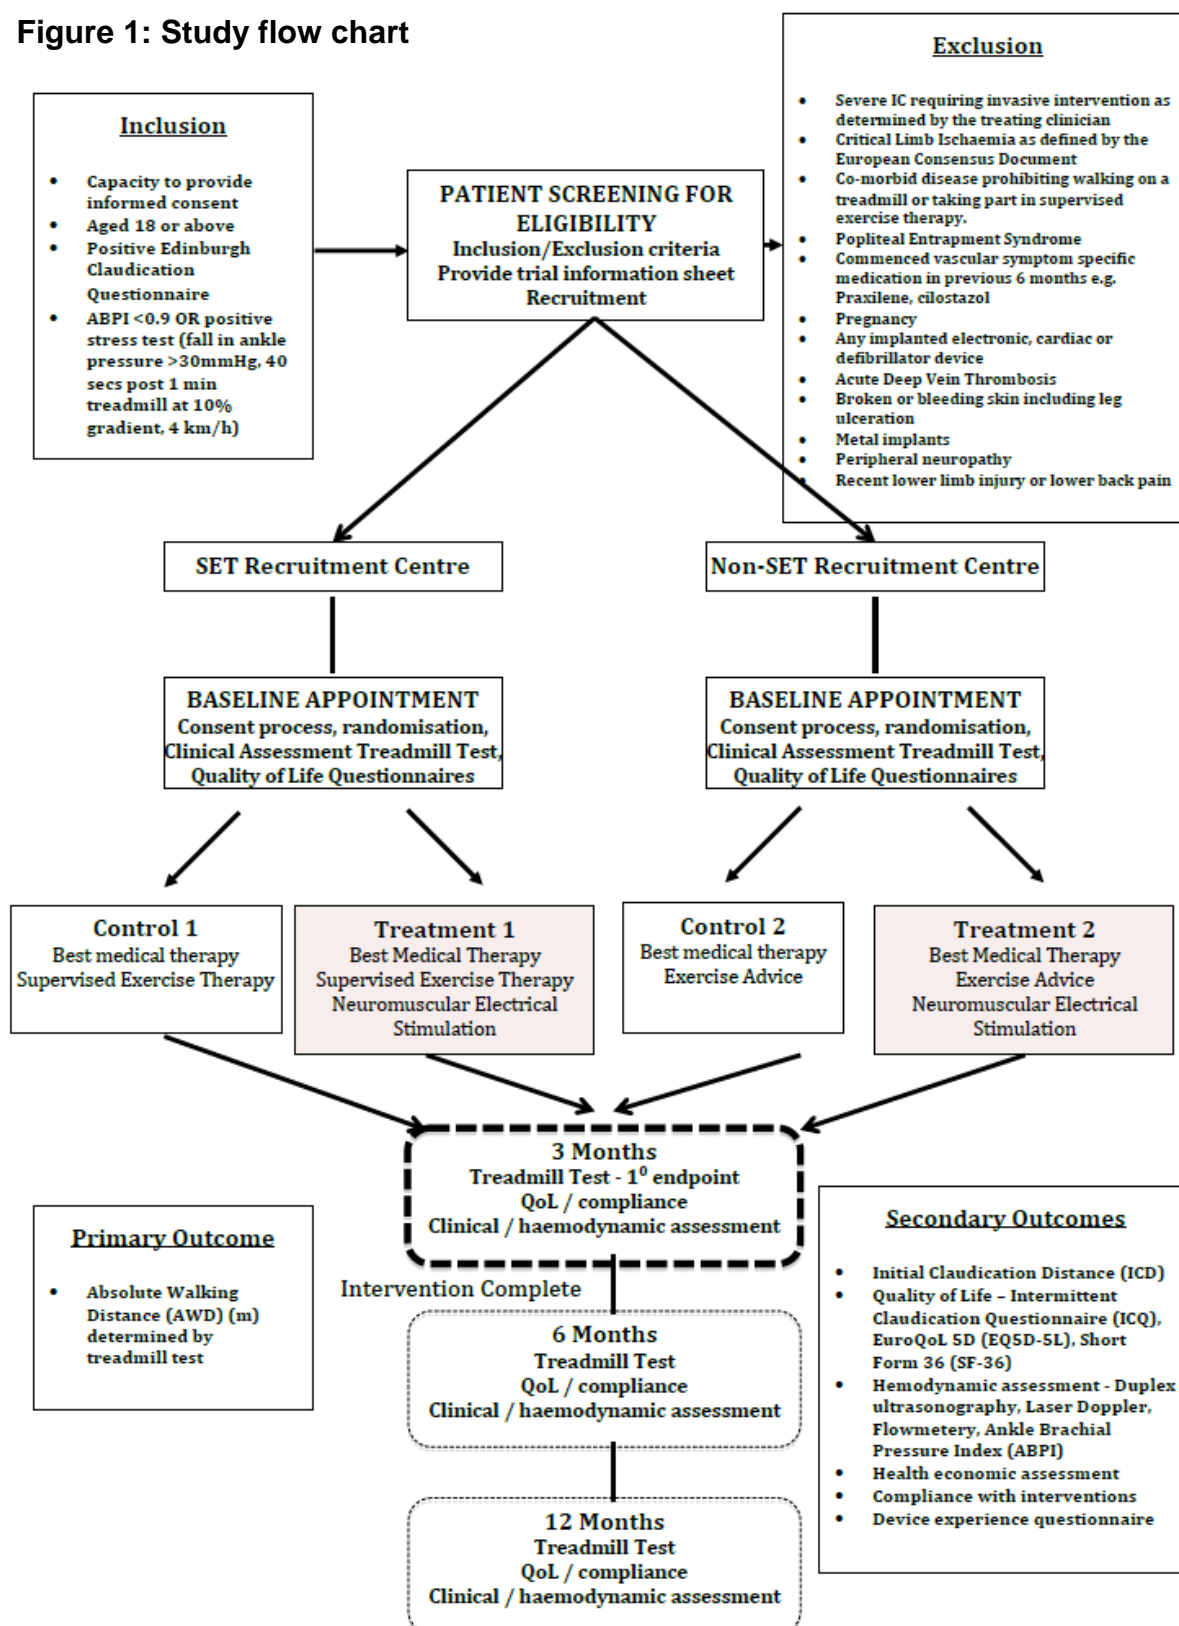 Figure 1: Study flow chart
Inclusion
• Capacity to provide
informed consent
• Aged 18 or above
• Positive Edinburgh
Claudication
Questionnaire
• ABPI <0.9 OR positive
stress test (fall in ankle
pressure >30mmHg, 40
secs post 1 min
treadmill at 10%
gradient, 4 km/h)
PATIENT SCREENING FOR
ELIGIBILITY
Inclusion/Exclusion criteria
Provide trial information sheet
Recruitment
Exclusion
• Severe IC requiring invasive intervention as
determined by the treating clinician
• Critical Limb Ischaemia as defined by the
European Consensus Document
• Co-morbid disease prohibiting walking on a
treadmill or taking part in supervised
exercise therapy.
• Popliteal Entrapment Syndrome
• Commenced vascular symptom specific
medication in previous 6 months e.g.
Praxilene, cilostazol
• Pregnancy
• Any implanted electronic, cardiac or
defibrillator device
• Acute Deep Vein Thrombosis
• Broken or bleeding skin including leg
ulceration
• Metal implants
• Peripheral neuropathy
• Recent lower limb injury or lower back pain
SET Recruitment Centre
Non-SET Recruitment Centre
BASELINE APPOINTMENT
Consent process, randomisation,
Clinical Assessment Treadmill Test,
Quality of Life Questionnaires
BASELINE APPOINTMENT
Consent process, randomisation,
Clinical Assessment Treadmill Test,
Quality of Life Questionnaires
Control 1
Best medical therapy
Supervised Exercise Therapy
Treatment 1
Best Medical Therapy
Supervised Exercise Therapy
Neuromuscular Electrical
Stimulation
Control 2
Best medical therapy
Exercise Advice
Treatment 2
Best Medical Therapy
Exercise Advice
Neuromuscular Electrical
Stimulation
3 Months
Treadmill Test - 1⁰ endpoint
QoL / compliance
Clinical / haemodynamic assessment
Primary Outcome
• Absolute Walking
Distance (AWD) (m)
determined by
treadmill test
Intervention Complete
6 Months
Treadmill Test
QoL / compliance
Clinical / haemodynamic assessment
12 Months
Treadmill Test
QoL / compliance
Clinical / haemodynamic assessment
Secondary Outcomes
• Initial Claudication Distance (ICD)
• Quality of Life – Intermittent
Claudication Questionnaire (ICQ),
EuroQoL 5D (EQ5D-5L), Short
Form 36 (SF-36)
• Hemodynamic assessment - Duplex
ultrasonography, Laser Doppler,
Flowmetery, Ankle Brachial
Pressure Index (ABPI)
• Health economic assessment
• Compliance with interventions
• Device experience questionnaire